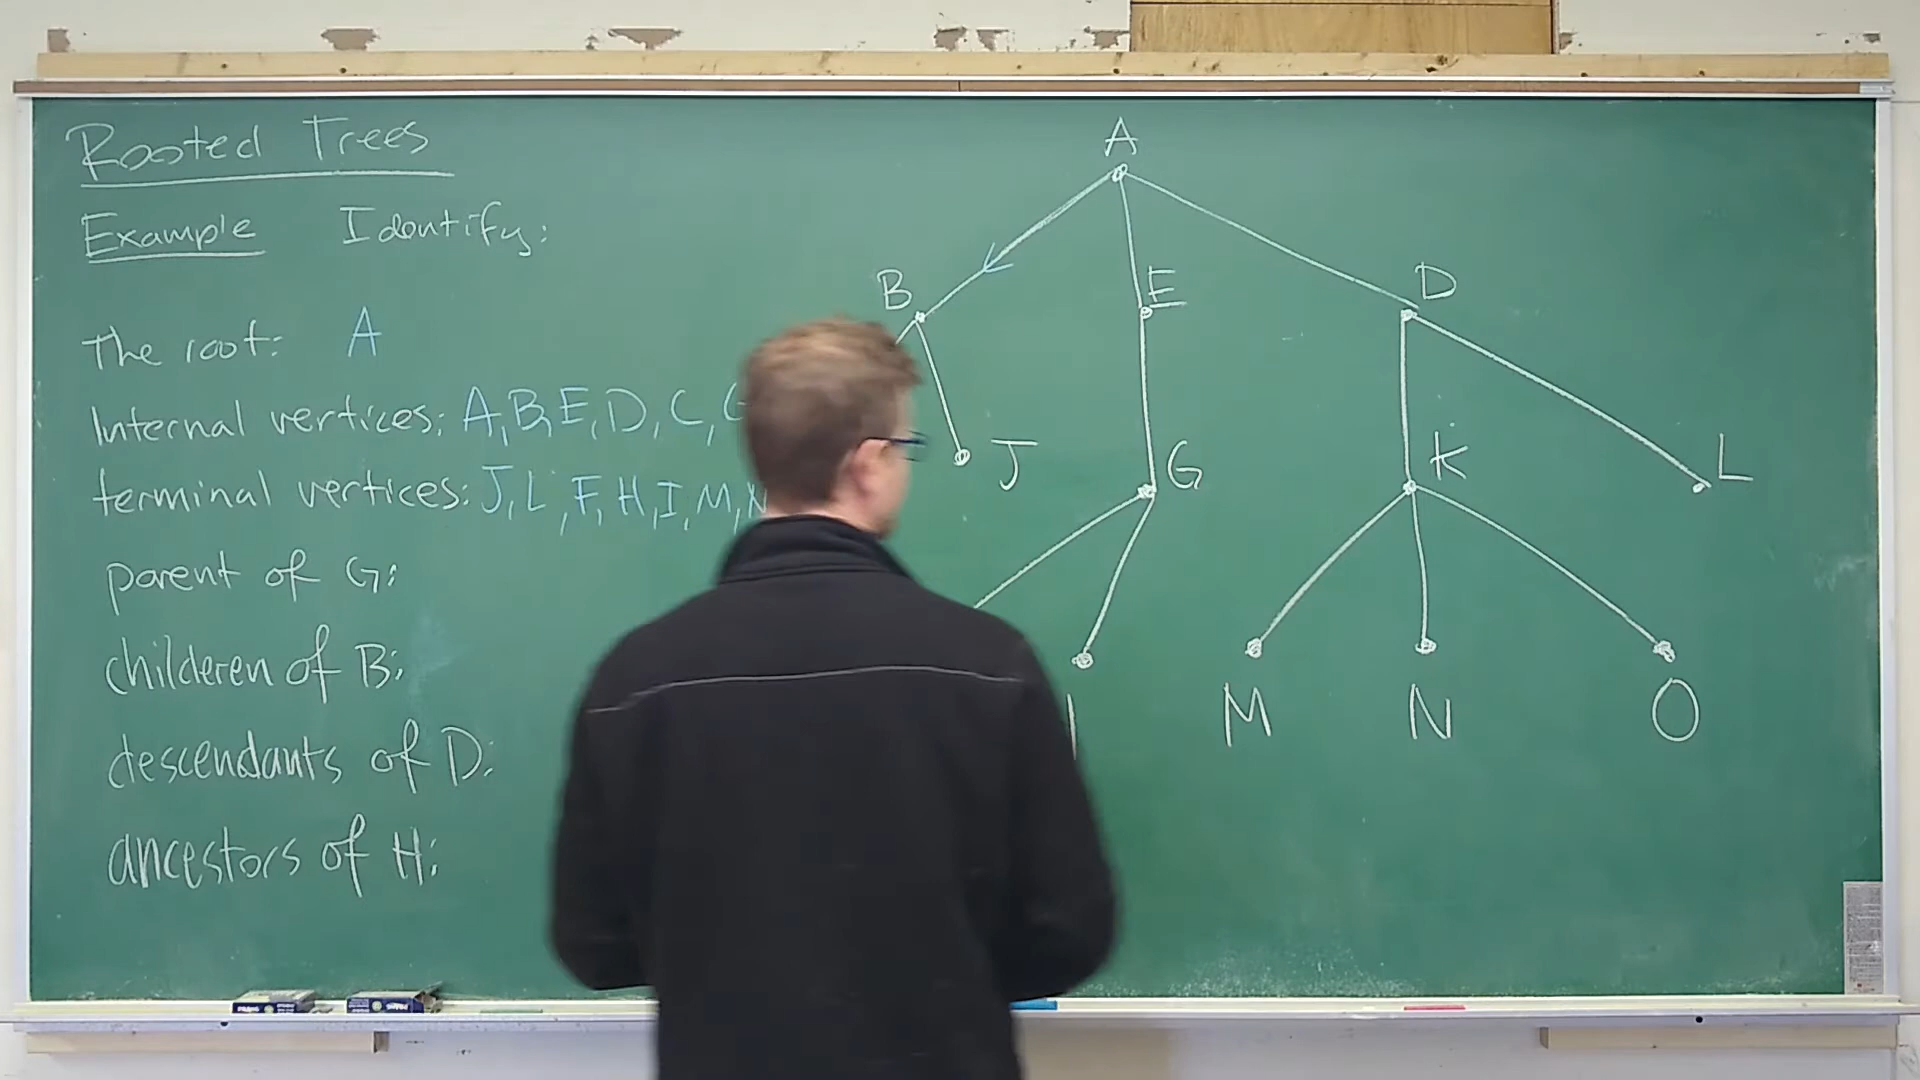 Rooted Trees
Example Identify:
The root: A
Internal vertices: A, B, E, D, C, G
terminal vertices: J, L, F, H, I, M, N
parent of G:
childeren of B:
descendants of D:
ancestors of H:
A
B
E
D
J
G
K
L
I
M
N
O